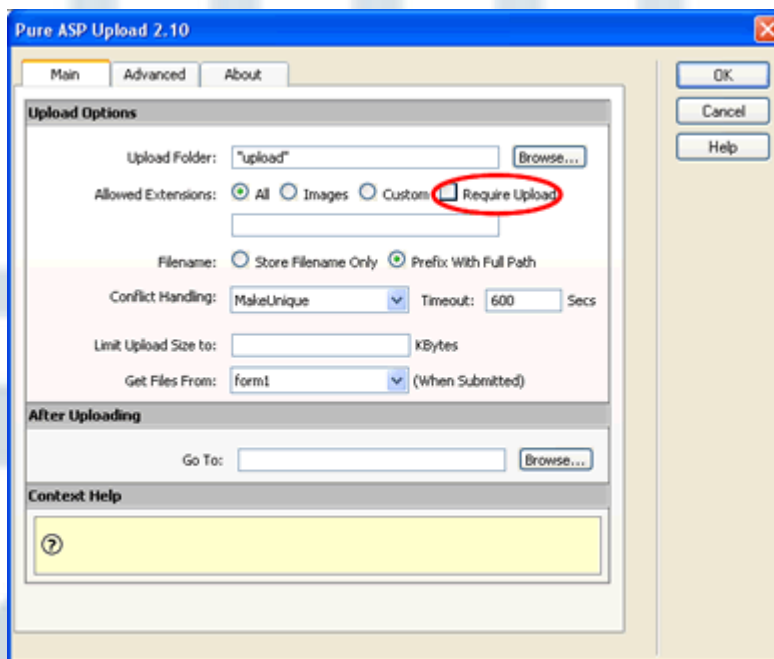 Pure ASP Upload 2.10
Main Advanced About
OK
Cancel
Help
Upload Options
Upload Folder: "upload" Browse...
Allowed Extensions: All Images Custom Require Upload
Filename: Store Filename Only Prefix With Full Path
Conflict Handling: MakeUnique Timeout: 600 Secs
Limit Upload Size to: KBytes
Get Files From: form1 (When Submitted)
After Uploading
Go To: Browse...
Context Help
?